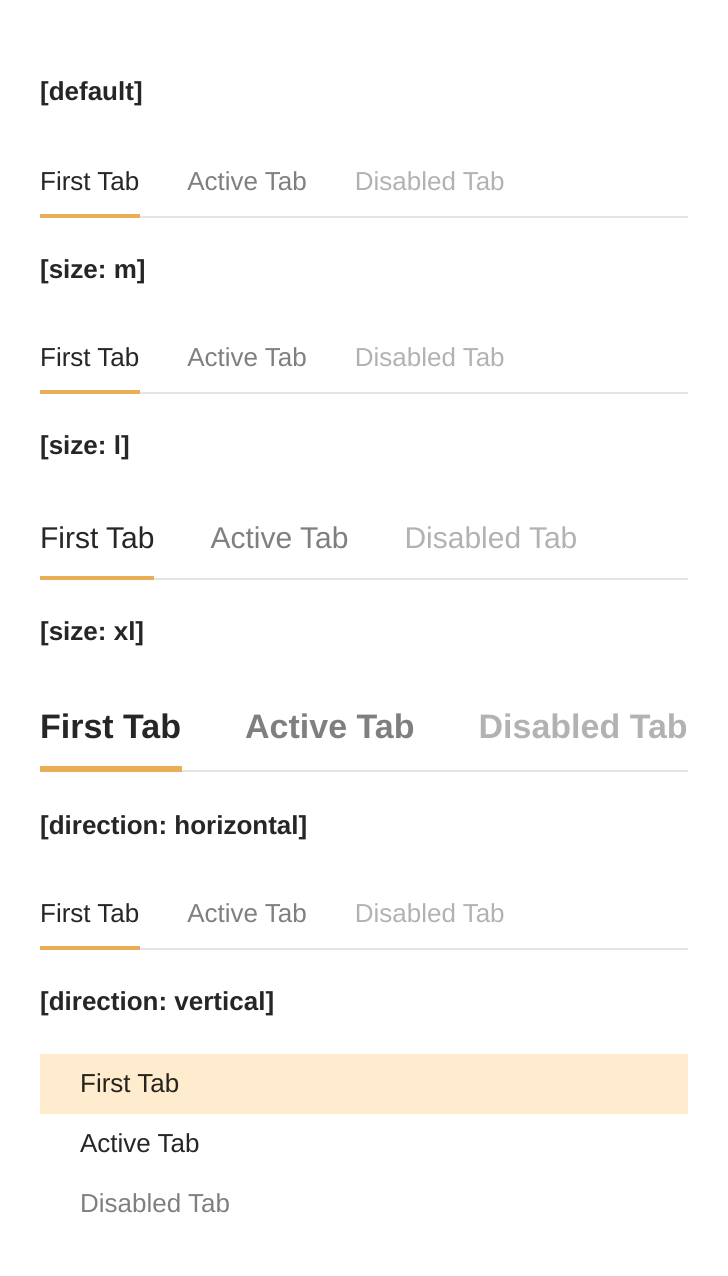 [default]
First Tab Active Tab Disabled Tab
[size: m]
First Tab Active Tab Disabled Tab
[size: l]
First Tab Active Tab Disabled Tab
[size: xl]
First Tab Active Tab Disabled Tab
[direction: horizontal]
First Tab Active Tab Disabled Tab
[direction: vertical]
First Tab
Active Tab
Disabled Tab